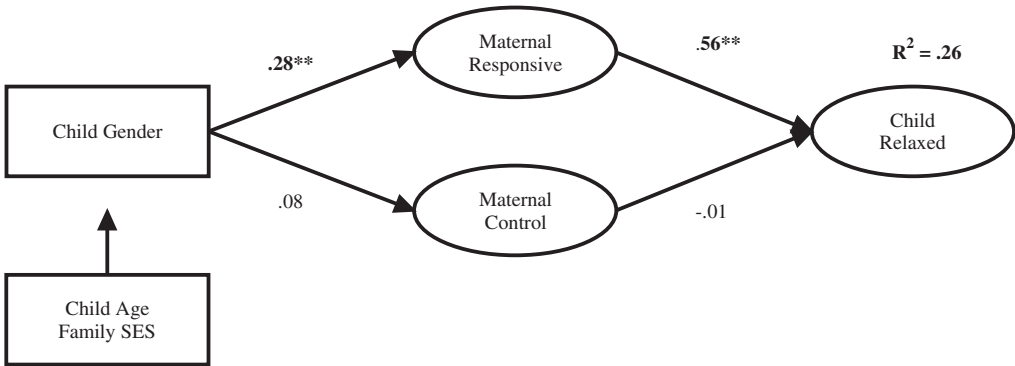 Maternal
Responsive
.28**
.56**
R² = .26
Child Gender
Child
Relaxed
.08
Maternal
Control
-.01
Child Age
Family SES